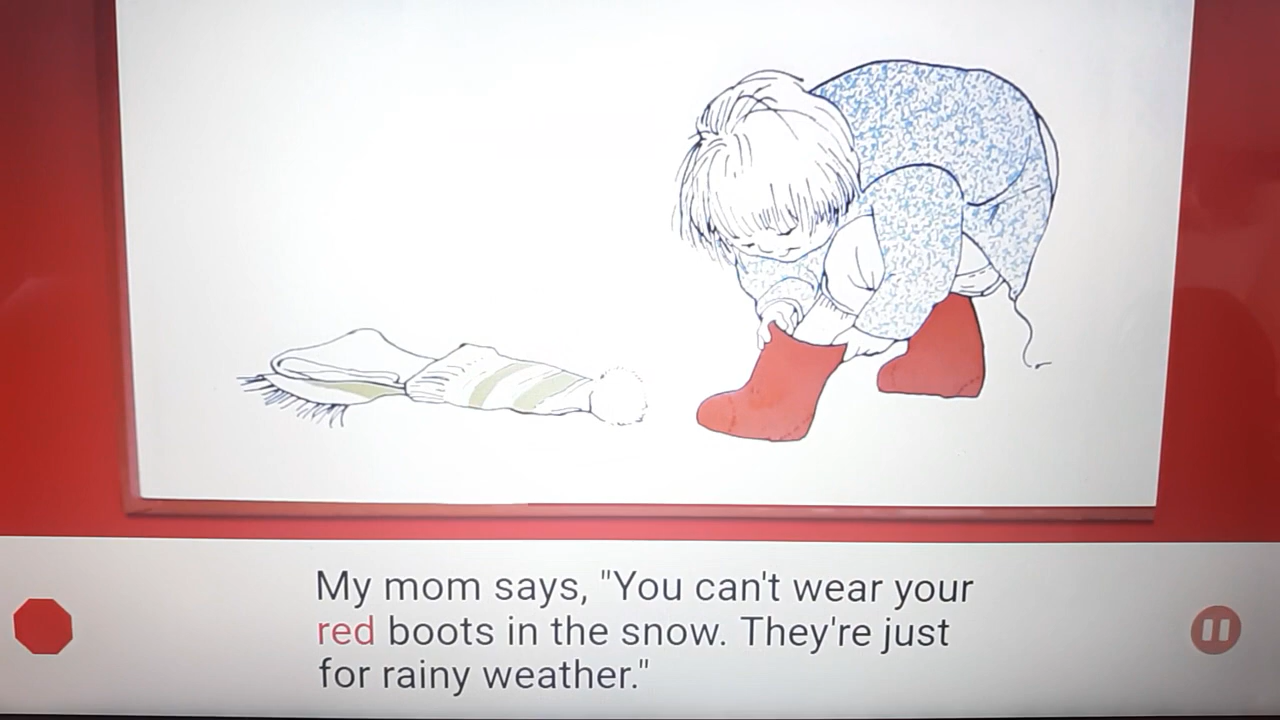 My mom says, "You can't wear your
red boots in the snow. They're just
for rainy weather."